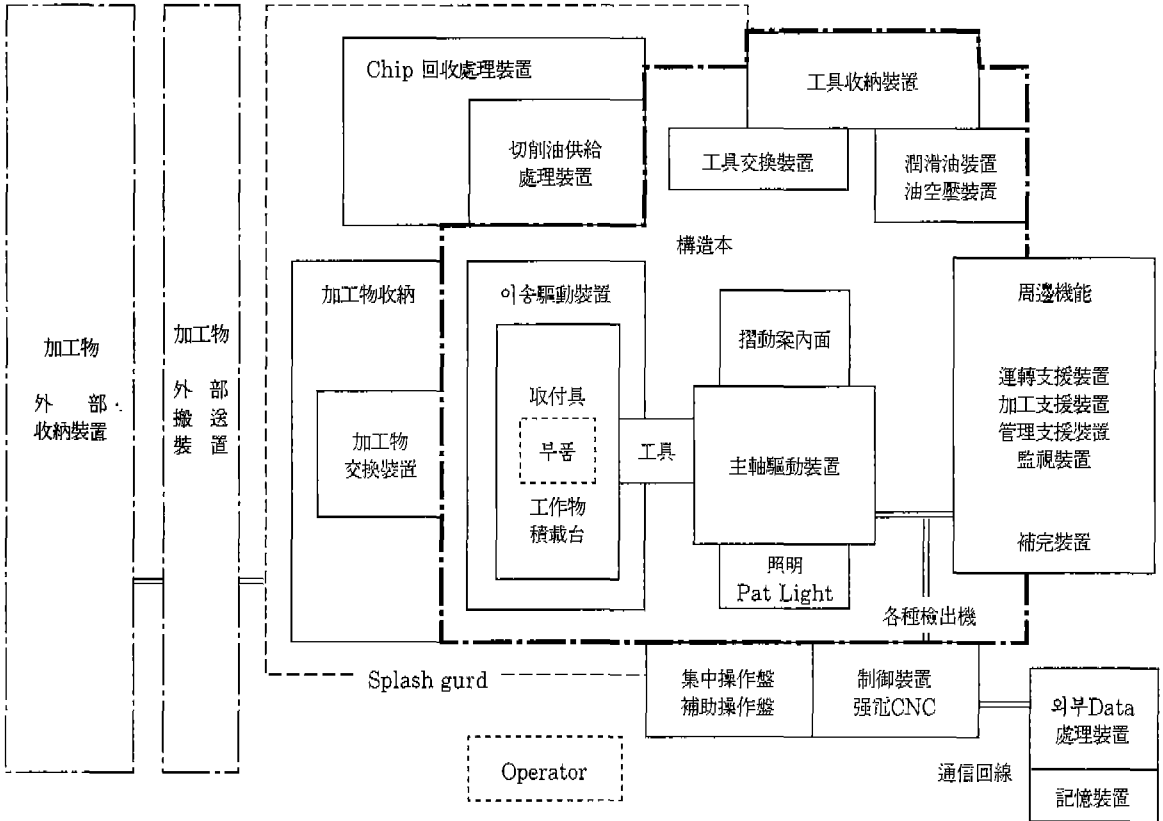 Chip 回收處理裝置
工具收納裝置
切削油供給
處理裝置
工具交換裝置
潤滑油裝置
油空壓裝置
構造本
加工物
外 部
收納裝置
加工物
外 部
搬 送
裝 置
加工物收納
加工物
交換裝置
이송驅動裝置
取付具
부품
工作物
積載台
工具
摺動案內面
主軸驅動裝置
照明
Pat Light
周邊機能
運轉支援裝置
加工支援裝置
管理支援裝置
監視裝置
補完裝置
各種檢出機
Splash gurd
集中操作盤
補助操作盤
制御裝置
强電CNC
외부Data
處理裝置
記憶裝置
通信回線
Operator